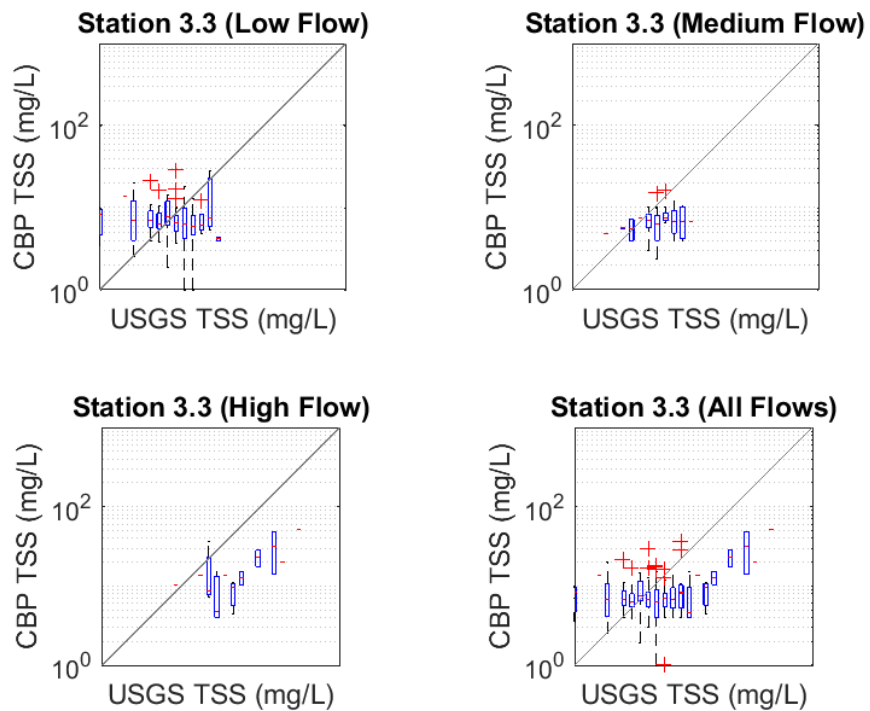 Station 3.3 (Low Flow)
CBP TSS (mg/L)
10^2
10^0
USGS TSS (mg/L)
Station 3.3 (Medium Flow)
CBP TSS (mg/L)
10^2
10^0
USGS TSS (mg/L)
Station 3.3 (High Flow)
CBP TSS (mg/L)
10^2
10^0
USGS TSS (mg/L)
Station 3.3 (All Flows)
CBP TSS (mg/L)
10^2
10^0
USGS TSS (mg/L)